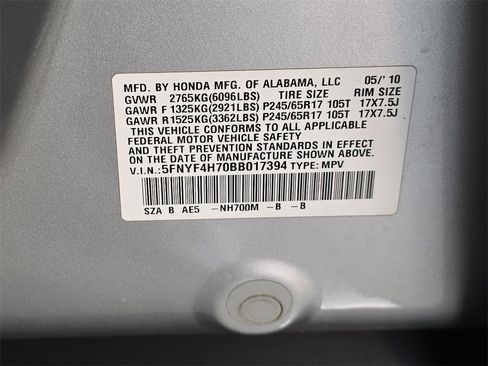 MFD. BY HONDA MFG. OF ALABAMA, LLC 05/'10
GVWR 2765KG(6096LBS) TIRE SIZE RIM SIZE
GAWR F 1325KG(2921LBS) P245/65R17 105T 17X7.5J
GAWR R1525KG(3362LBS) P245/65R17 105T 17X7.5J
THIS VEHICLE CONFORMS TO ALL APPLICABLE
FEDERAL MOTOR VEHICLE SAFETY
AND THEFT PREVENTION STANDARDS IN EFFECT
ON THE DATE OF MANUFACTURE SHOWN ABOVE.
V.I.N.: 5FNYF4H70BB017394 TYPE: MPV
SZA B AE5 -NH700M -B -B